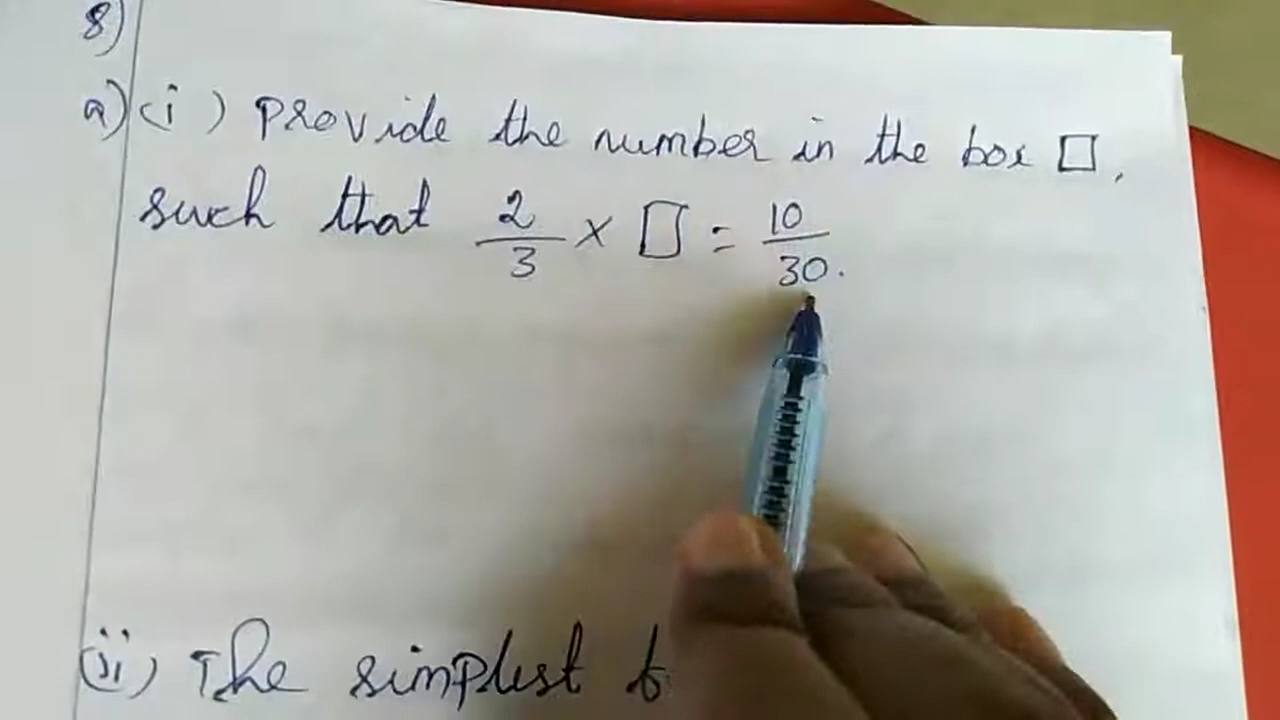 8)
a) (i) provide the number in the box □,
such that 2/3 × □ = 10/30.
(ii) The simplest